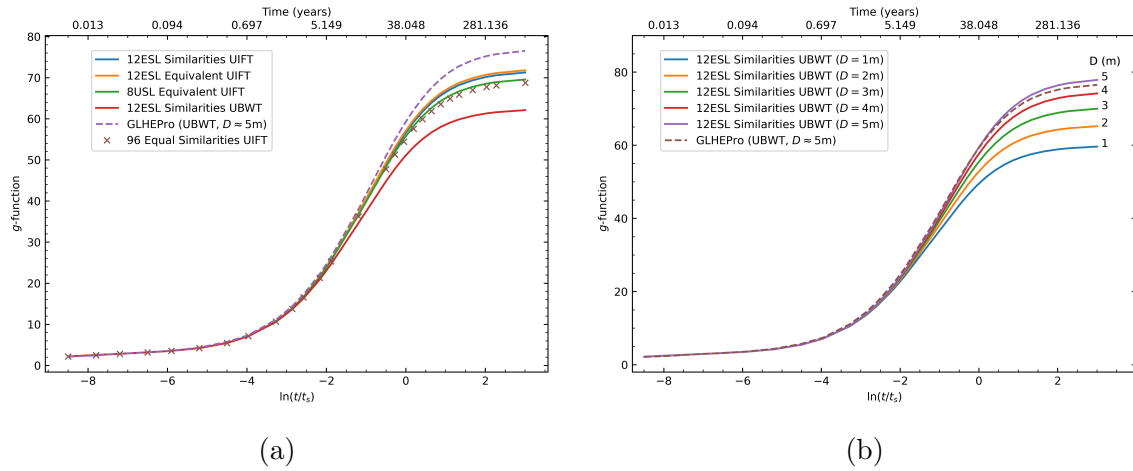 Time (years)
0.013 0.094 0.697 5.149 38.048 281.136
80
70
60
50
40
30
20
10
0
g-function
12ESL Similarities UIFT
12ESL Equivalent UIFT
8USL Equivalent UIFT
12ESL Similarities UBWT
GLHEPro (UBWT, D≈5m)
96 Equal Similarities UIFT
−8 −6 −4 −2 0 2
ln(t/tₛ)
(a)
Time (years)
0.013 0.094 0.697 5.149 38.048 281.136
80
60
40
20
0
g-function
12ESL Similarities UBWT (D = 1m)
12ESL Similarities UBWT (D = 2m)
12ESL Similarities UBWT (D = 3m)
12ESL Similarities UBWT (D = 4m)
12ESL Similarities UBWT (D = 5m)
GLHEPro (UBWT, D≈5m)
D (m)
5
4
3
2
1
−8 −6 −4 −2 0 2
ln(t/tₛ)
(b)